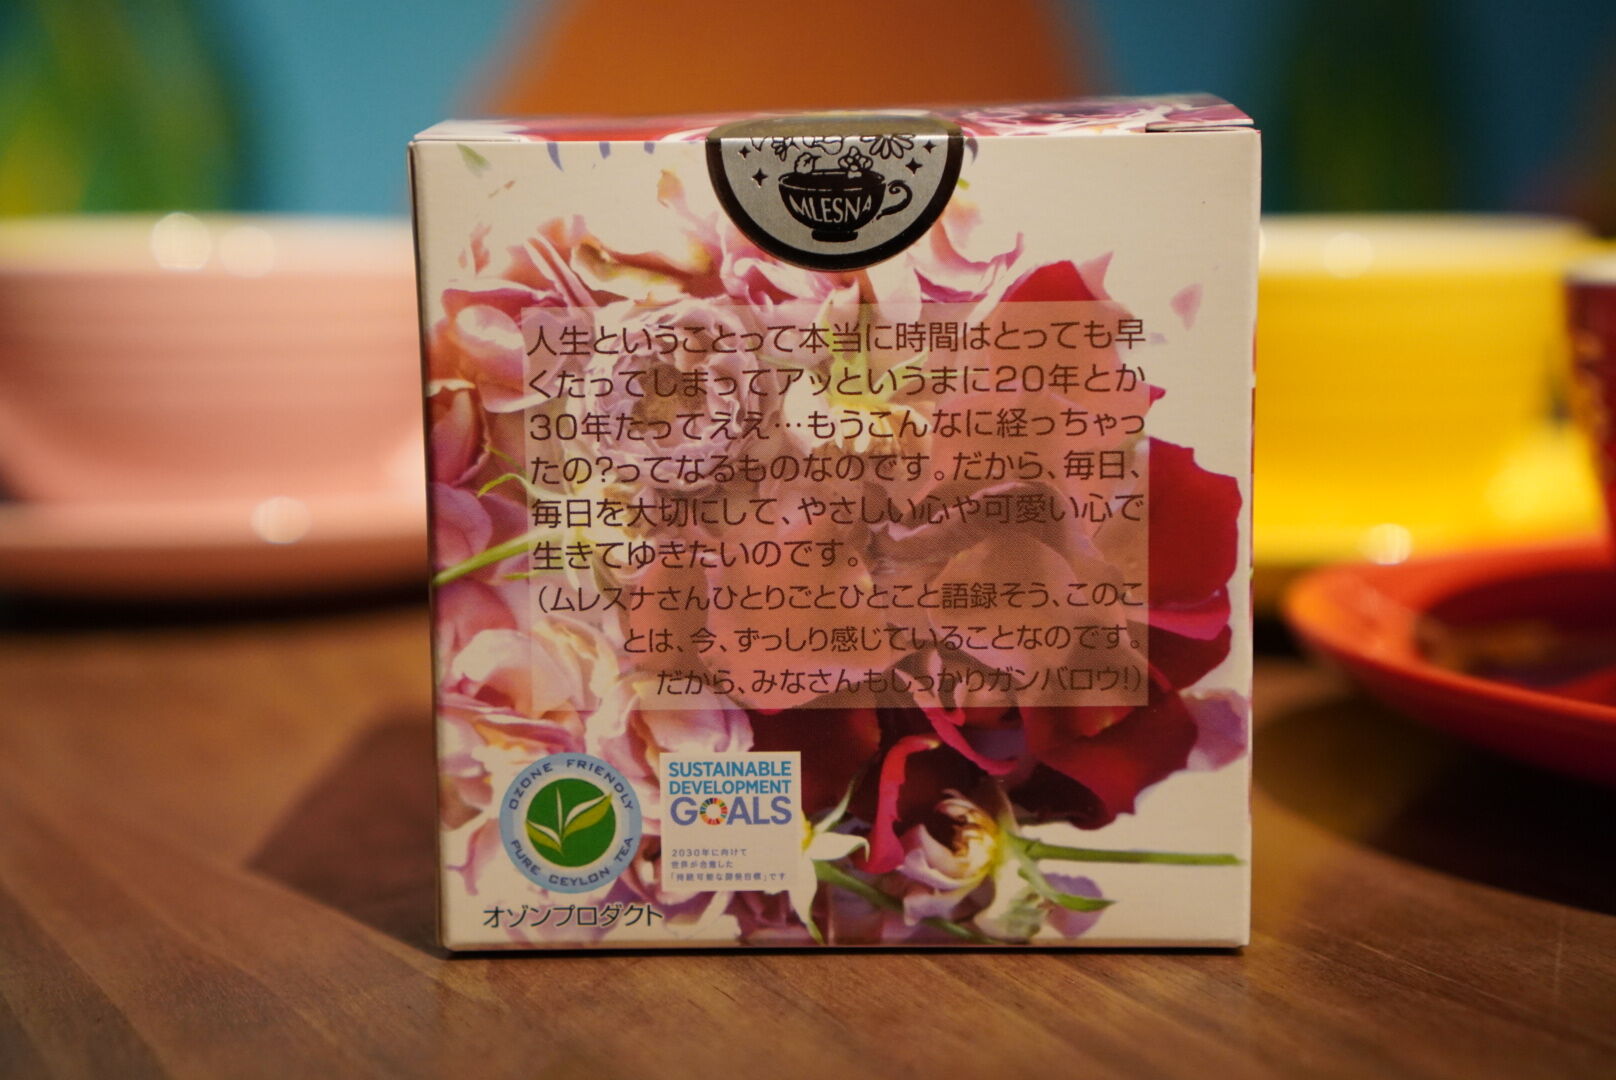 MLESNA
人生ということって本当に時間はとっても早
くたってしまってアッというまに20年とか
30年たってええ…もうこんなに経っちゃっ
たの?ってなるものなのです。だから、毎日、
毎日を大切にして、やさしい心や可愛い心で
生きてゆきたいのです。
(ムレスナさんひとりごとひとこと語録そう、このこ
とは、今、ずっしり感じていることなのです。
だから、みなさんもしっかりガンバロウ!)
OZONE FRIENDLY
PURE CEYLON TEA
SUSTAINABLE
DEVELOPMENT
GOALS
2030年に向けて
世界が合意した
「持続可能な開発目標」です
オゾンプロダクト